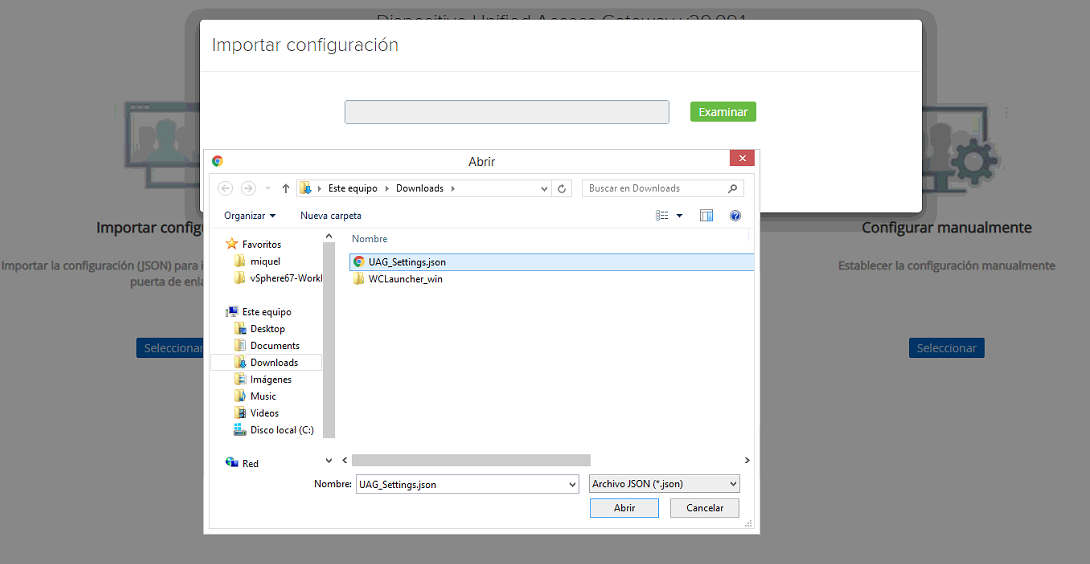 Dispositivo Unified Access Gateway v20.091
Importar configuración
Examinar
Abrir
Este equipo
Downloads
Buscar en Downloads
Organizar
Nueva carpeta
Favoritos
miquel
vSphere67-Workl
Este equipo
Desktop
Documents
Downloads
Imágenes
Music
Videos
Disco local (C:)
Red
Nombre
UAG_Settings.json
WCLauncher_win
Nombre:
UAG_Settings.json
Archivo JSON (*.json)
Abrir
Cancelar
Importar config
Importar la configuración (JSON) para i
puerta de enla
Seleccionar
Configurar manualmente
Establecer la configuración manualmente
Seleccionar